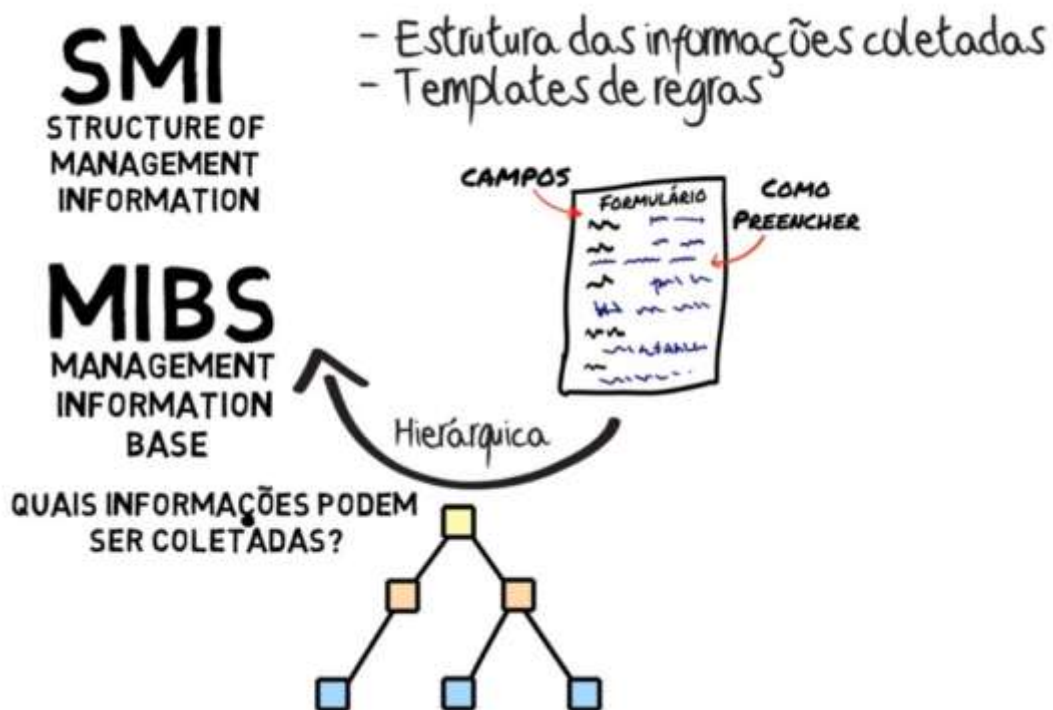 SMI
STRUCTURE OF
MANAGEMENT
INFORMATION
- Estrutura das informações coletadas
- Templates de regras
CAMPOS
FORMULÁRIO
COMO
PREENCHER
MIBS
MANAGEMENT
INFORMATION
BASE
Hierárquica
QUAIS INFORMAÇÕES PODEM
SER COLETADAS?